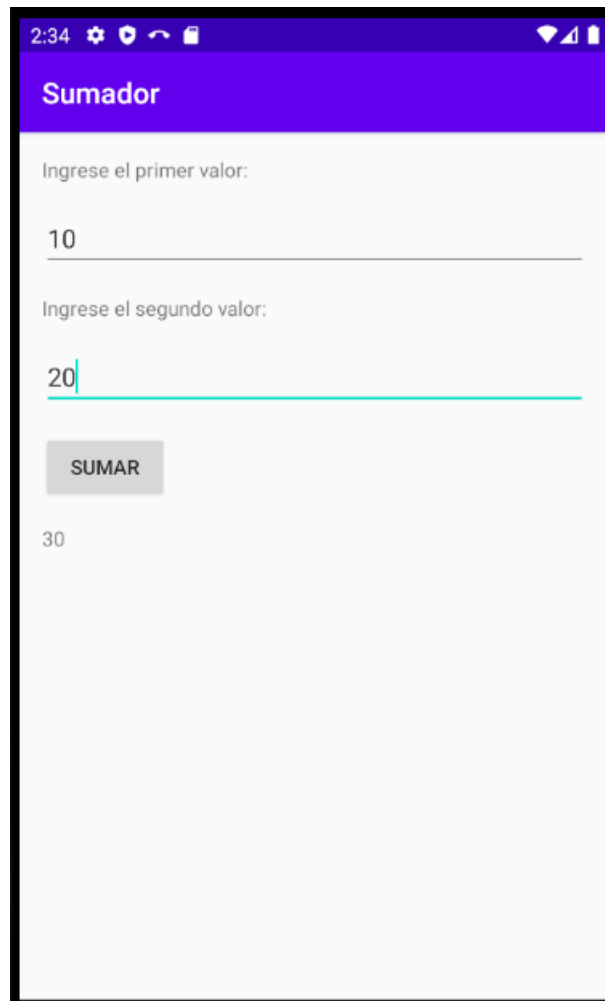 2:34
Sumador
Ingrese el primer valor:
10
Ingrese el segundo valor:
20
SUMAR
30